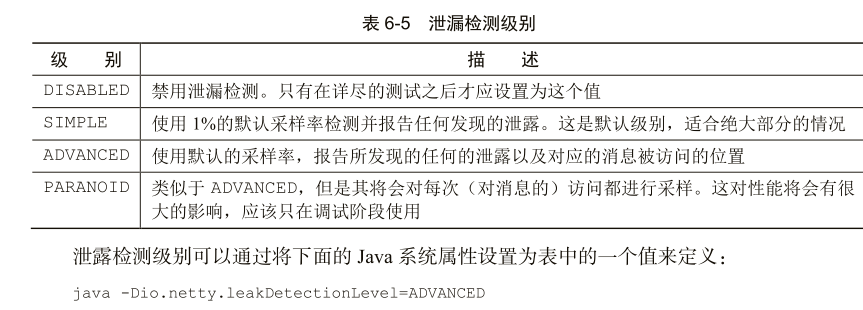 表 6-5 泄漏检测级别
级 别 描 述
DISABLED 禁用泄漏检测。只有在详尽的测试之后才应设置为这个值
SIMPLE 使用 1%的默认采样率检测并报告任何发现的泄露。这是默认级别，适合绝大部分的情况
ADVANCED 使用默认的采样率，报告所发现的任何的泄露以及对应的消息被访问的位置
PARANOID 类似于 ADVANCED，但是其将会对每次（对消息的）访问都进行采样。这对性能将会有很
大的影响，应该只在调试阶段使用
泄露检测级别可以通过将下面的 Java 系统属性设置为表中的一个值来定义：
java -Dio.netty.leakDetectionLevel=ADVANCED